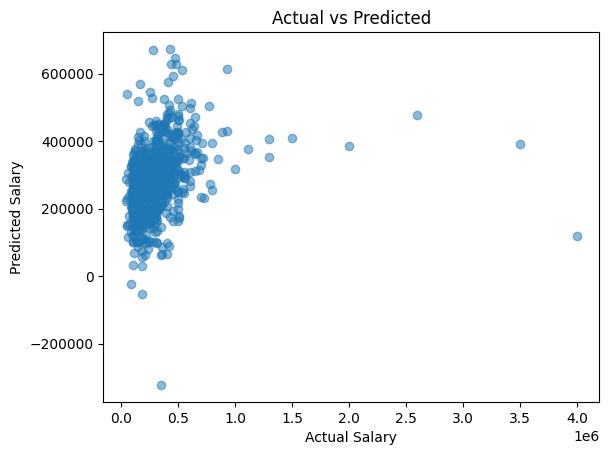 Actual vs Predicted
Predicted Salary
600000
400000
200000
0
−200000
0.0 0.5 1.0 1.5 2.0 2.5 3.0 3.5 4.0
1e6
Actual Salary